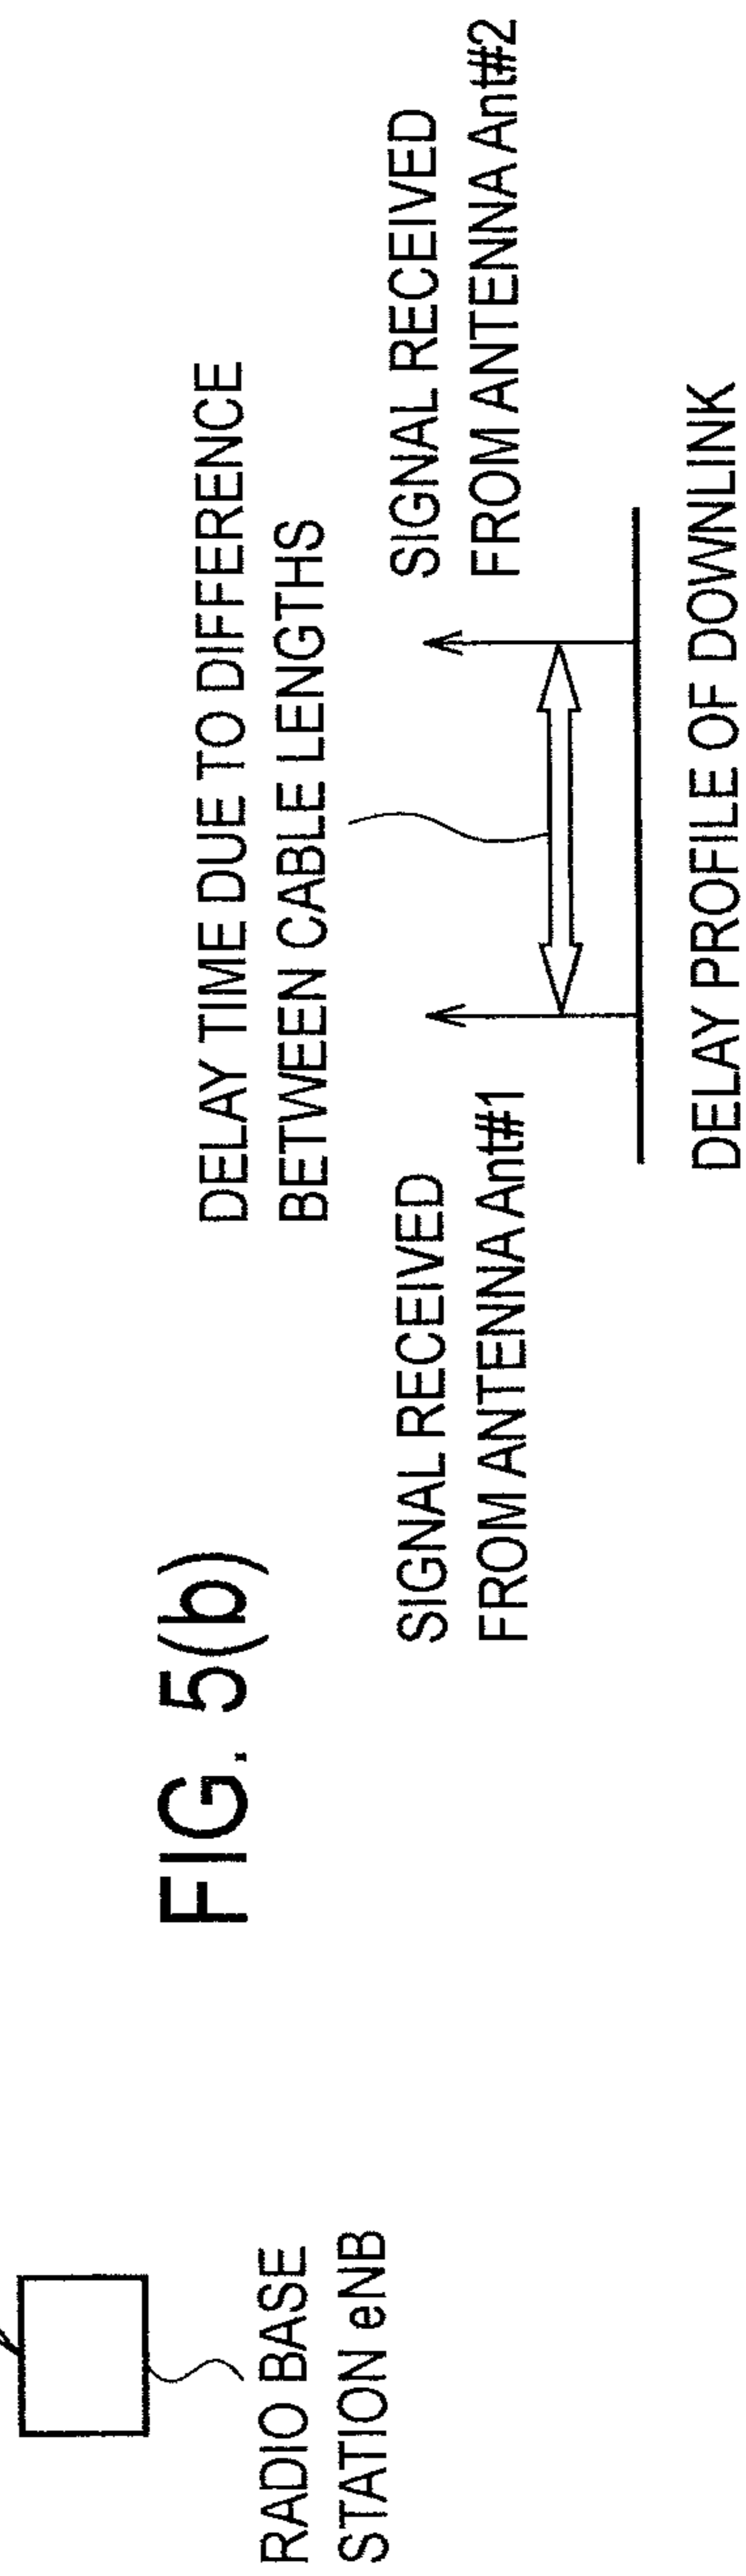 FIG. 5(b)
DELAY TIME DUE TO DIFFERENCE
BETWEEN CABLE LENGTHS
SIGNAL RECEIVED
FROM ANTENNA Ant#1
SIGNAL RECEIVED
FROM ANTENNA Ant#2
DELAY PROFILE OF DOWNLINK
RADIO BASE
STATION eNB